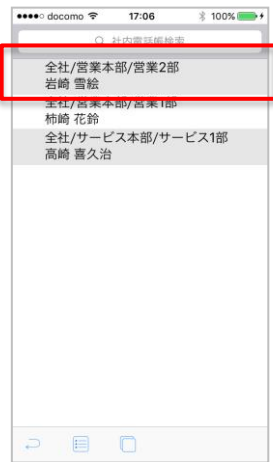 docomo 17:06 100%
社内電話帳検索
全社/営業本部/営業2部
岩崎 雪絵
全社/営業本部/営業1部
柿崎 花鈴
全社/サービス本部/サービス1部
高崎 喜久治